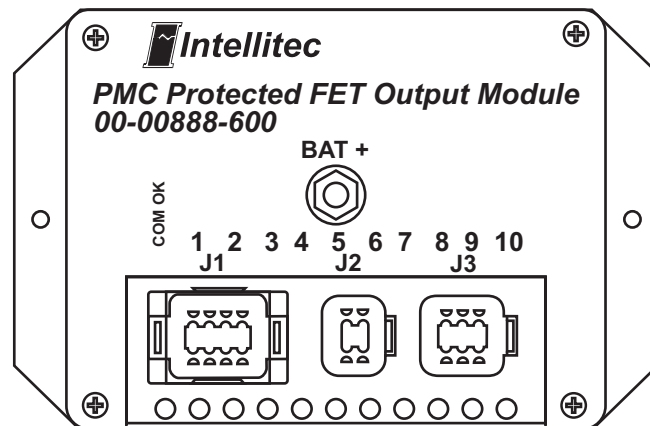 Intellitec
PMC Protected FET Output Module
00-00888-600
BAT +
COM OK
1 2 3 4 5 6 7 8 9 10
J1 J2 J3